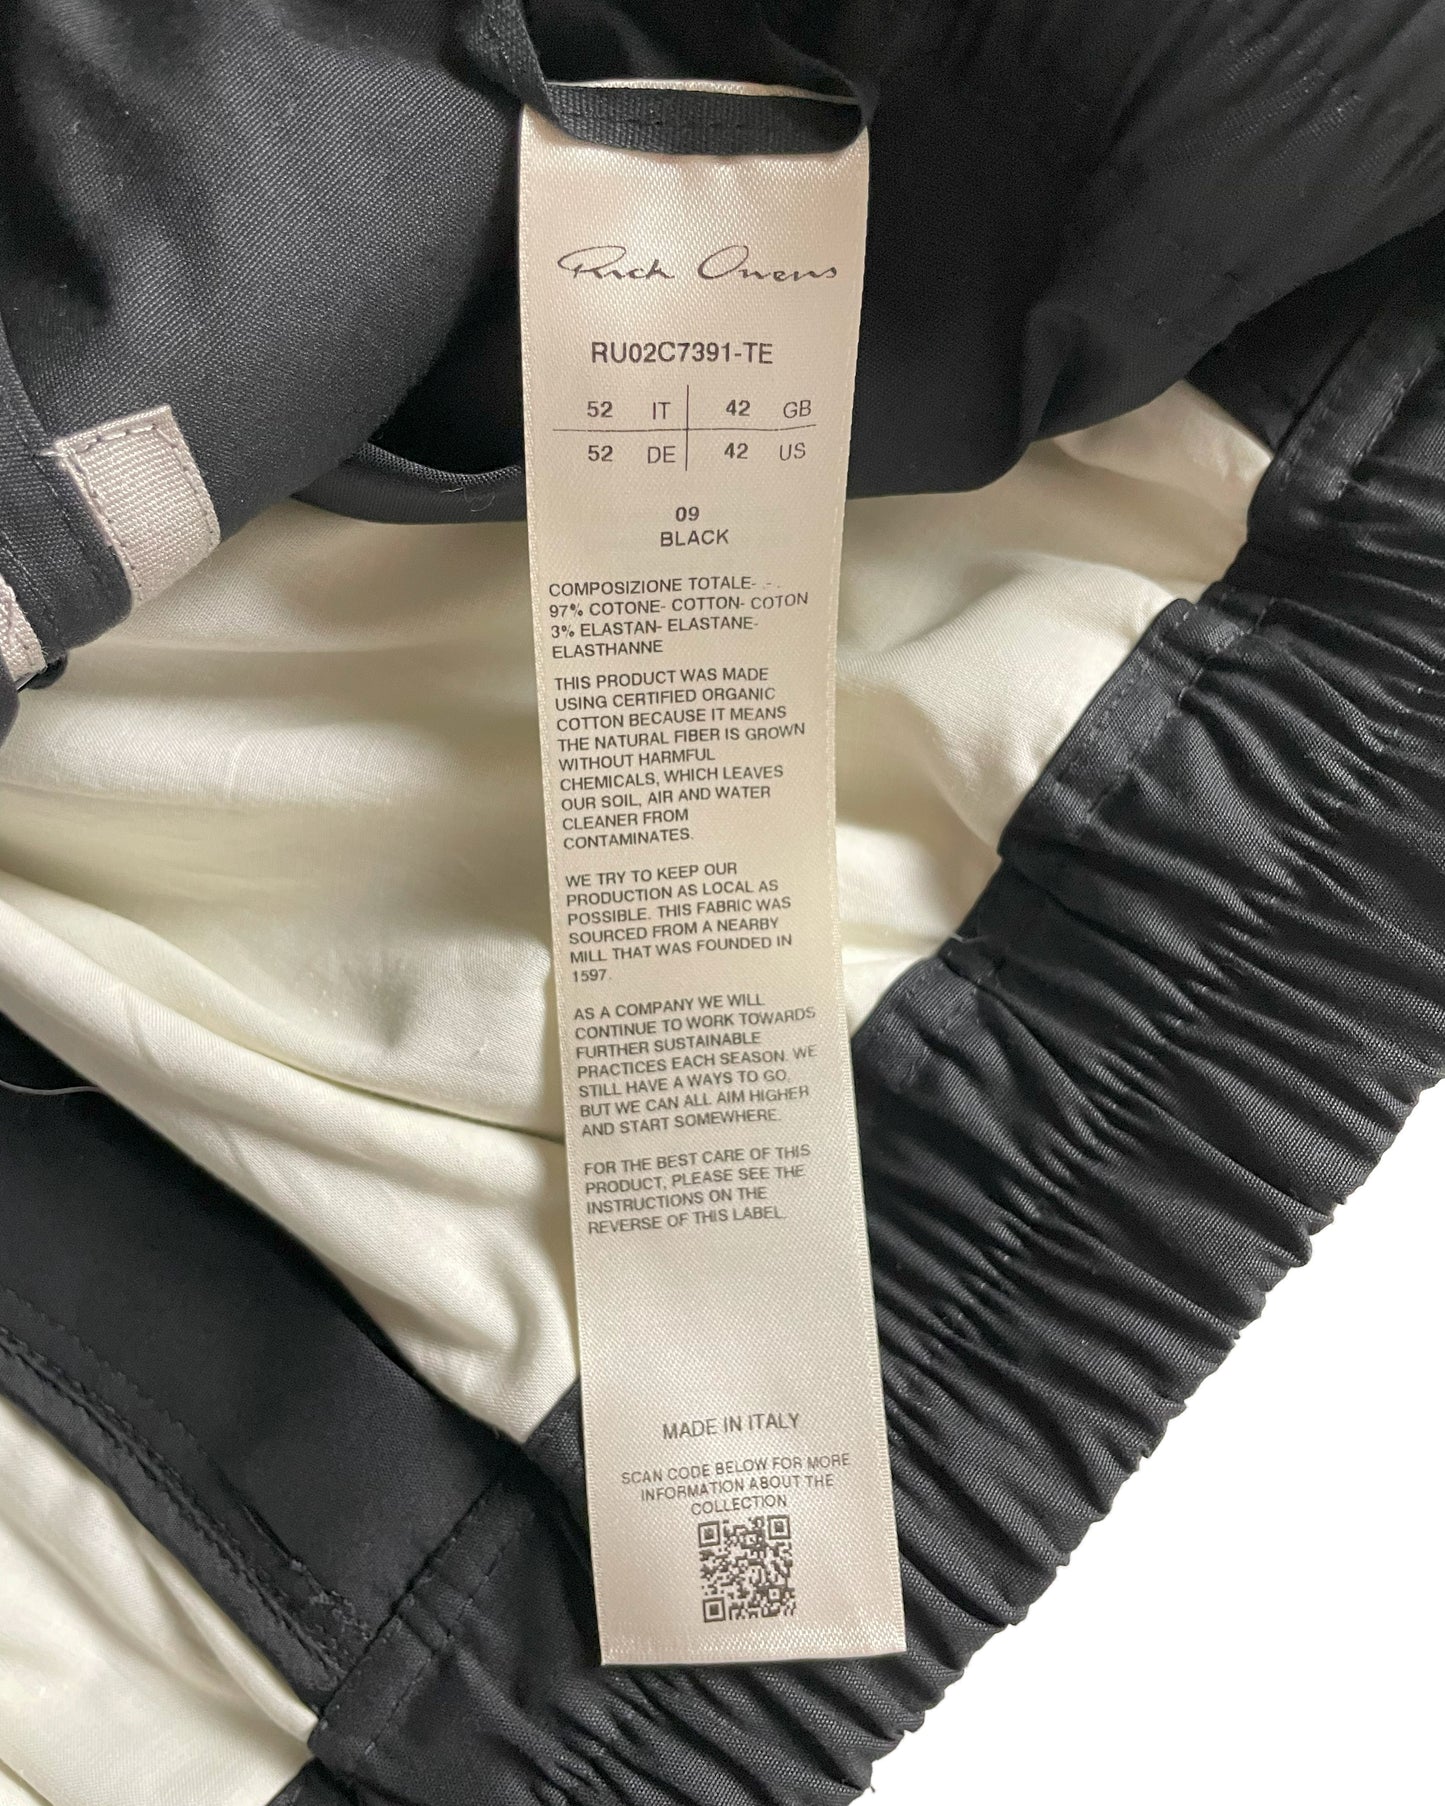 Rick Owens
RU02C7391-TE
52 IT 42 GB
52 DE 42 US
09
BLACK
COMPOSIZIONE TOTALE- -.
97% COTONE- COTTON- COTON
3% ELASTAN- ELASTANE-
ELASTHANNE
THIS PRODUCT WAS MADE
USING CERTIFIED ORGANIC
COTTON BECAUSE IT MEANS
THE NATURAL FIBER IS GROWN
WITHOUT HARMFUL
CHEMICALS, WHICH LEAVES
OUR SOIL, AIR AND WATER
CLEANER FROM
CONTAMINATES.
WE TRY TO KEEP OUR
PRODUCTION AS LOCAL AS
POSSIBLE. THIS FABRIC WAS
SOURCED FROM A NEARBY
MILL THAT WAS FOUNDED IN
1597.
AS A COMPANY WE WILL
CONTINUE TO WORK TOWARDS
FURTHER SUSTAINABLE
PRACTICES EACH SEASON. WE
STILL HAVE A WAYS TO GO,
BUT WE CAN ALL AIM HIGHER
AND START SOMEWHERE.
FOR THE BEST CARE OF THIS
PRODUCT, PLEASE SEE THE
INSTRUCTIONS ON THE
REVERSE OF THIS LABEL.
MADE IN ITALY
SCAN CODE BELOW FOR MORE
INFORMATION ABOUT THE
COLLECTION